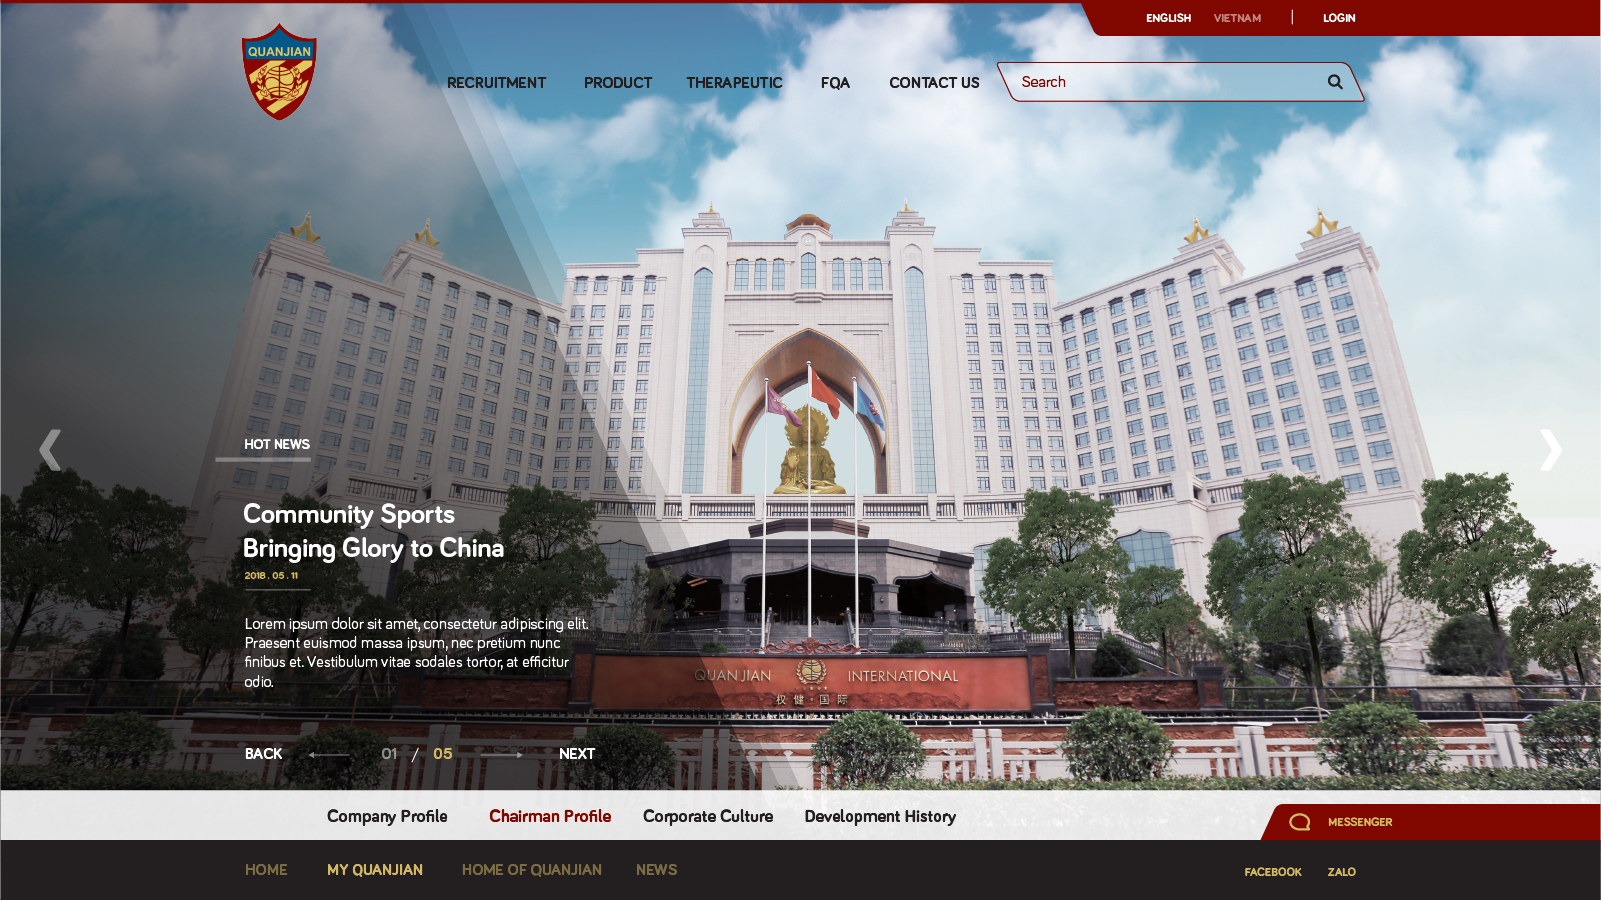 ENGLISH VIETNAM | LOGIN
QUANJIAN
RECRUITMENT PRODUCT THERAPEUTIC FQA CONTACT US Search
HOT NEWS
Community Sports
Bringing Glory to China
2018 . 05 . 11
Lorem ipsum dolor sit amet, consectetur adipiscing elit.
Praesent euismod massa ipsum, nec pretium nunc
finibus et. Vestibulum vitae sodales tortor, at efficitur
odio.
QUANJIAN INTERNATIONAL
权健·国际
BACK 01 / 05 NEXT
Company Profile Chairman Profile Corporate Culture Development History
MESSENGER
HOME MY QUANJIAN HOME OF QUANJIAN NEWS
FACEBOOK ZALO